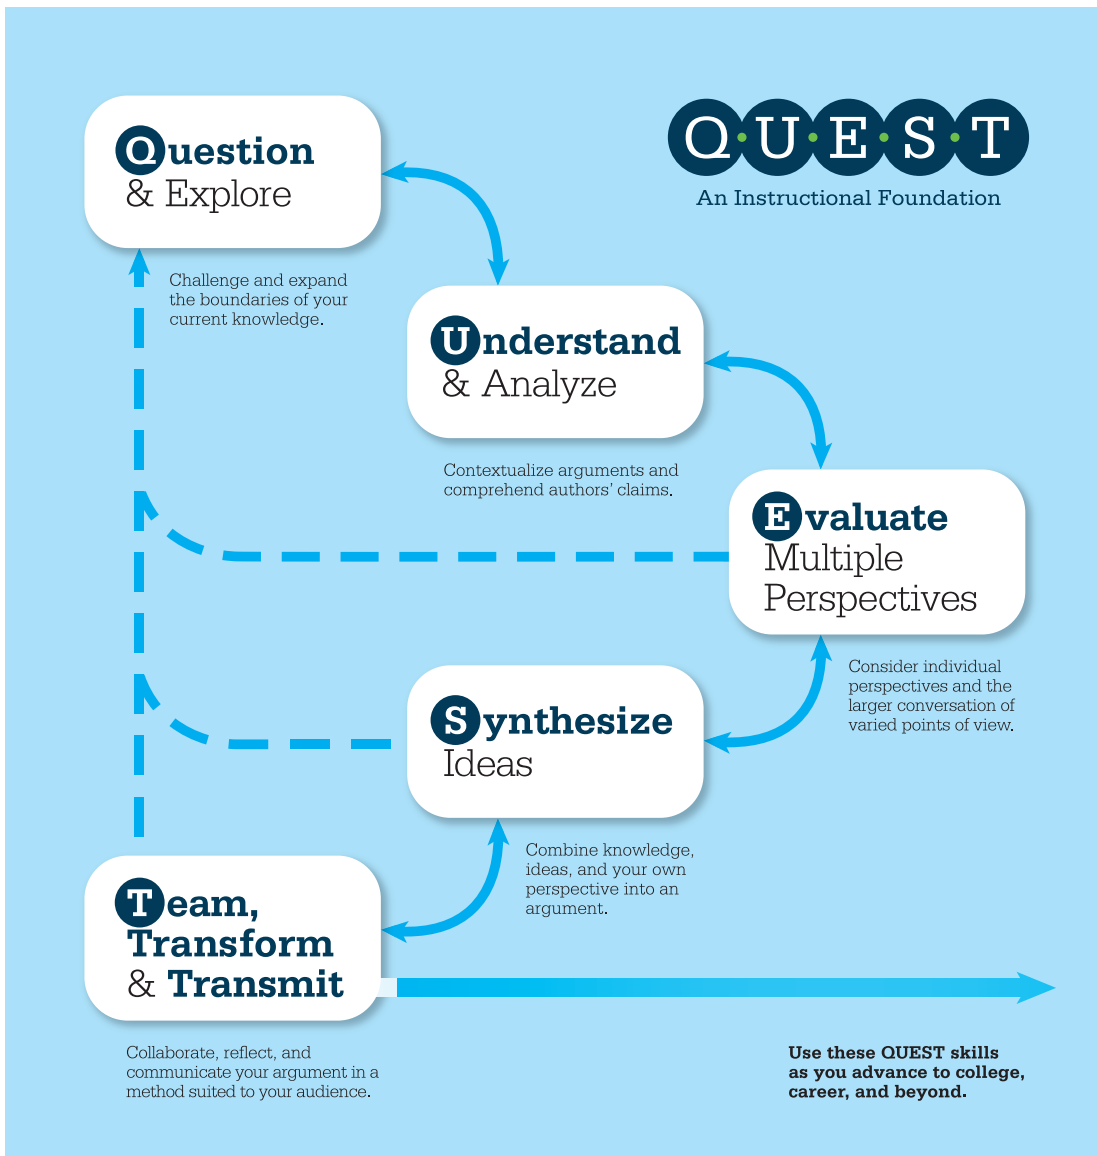 Q·U·E·S·T
An Instructional Foundation
Question
& Explore
Challenge and expand
the boundaries of your
current knowledge.
Understand
& Analyze
Contextualize arguments and
comprehend authors’ claims.
Evaluate
Multiple
Perspectives
Consider individual
perspectives and the
larger conversation of
varied points of view.
Synthesize
Ideas
Combine knowledge,
ideas, and your own
perspective into an
argument.
Team,
Transform
& Transmit
Collaborate, reflect, and
communicate your argument in a
method suited to your audience.
Use these QUEST skills
as you advance to college,
career, and beyond.